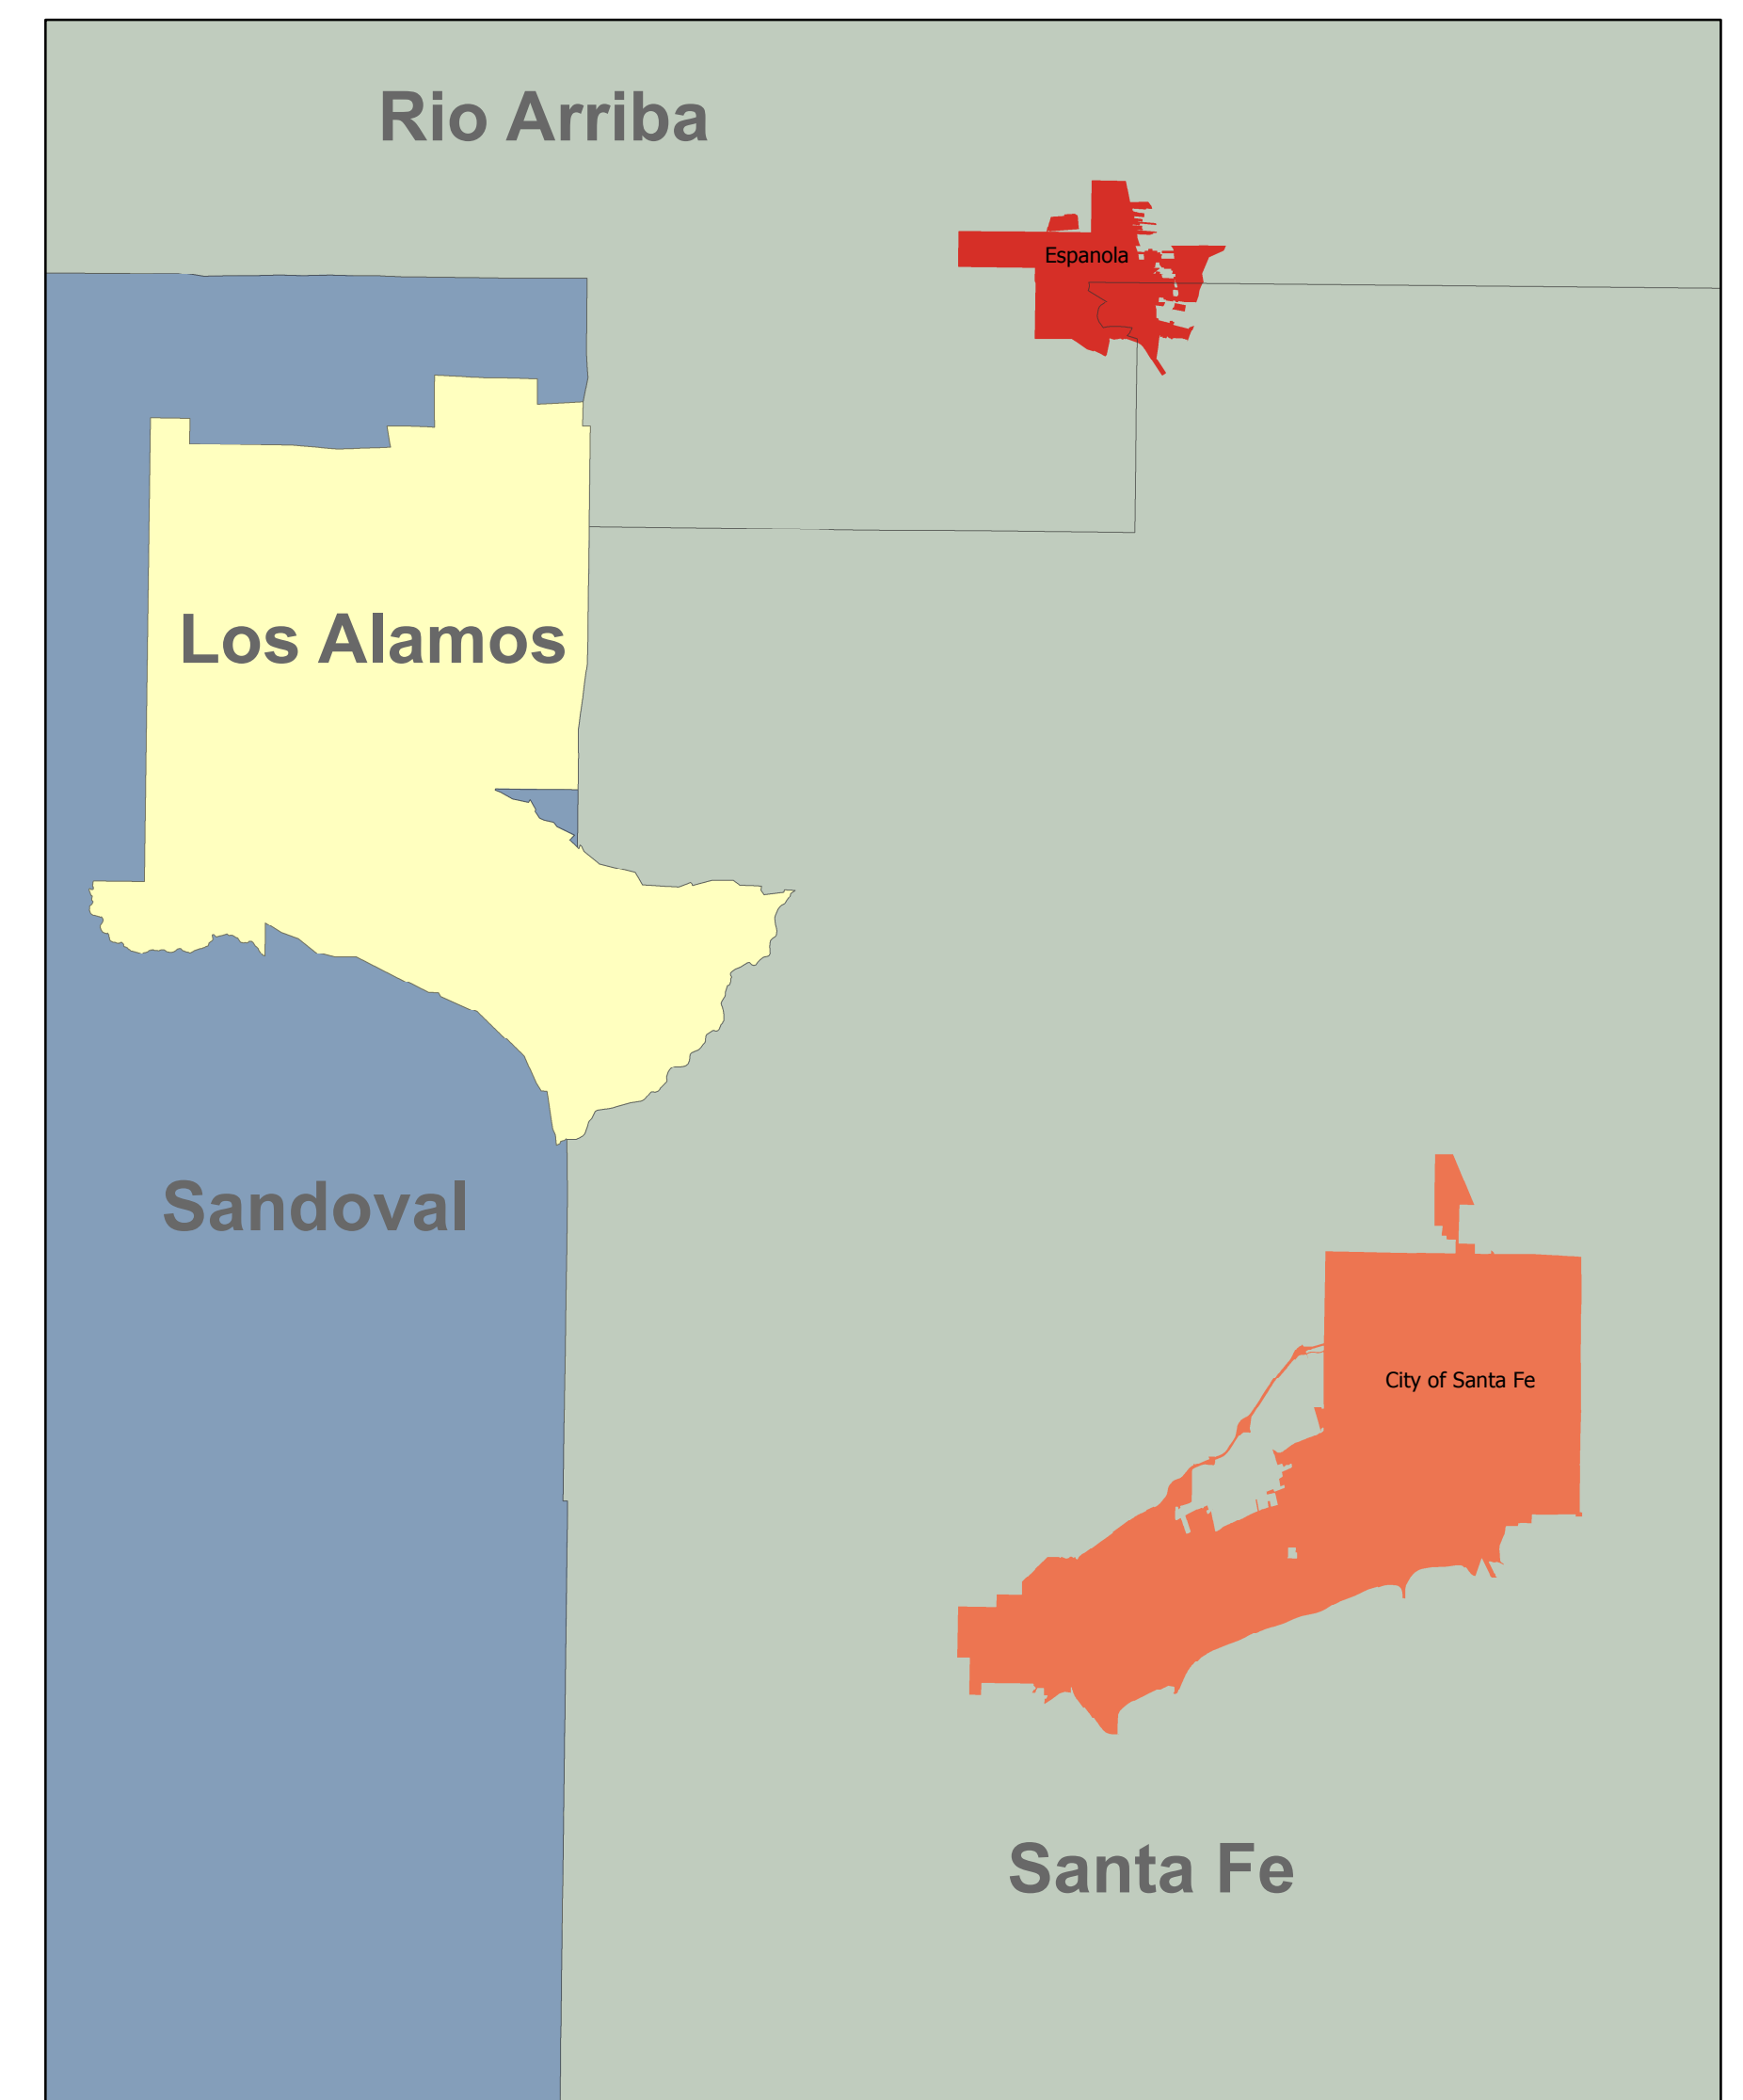 Rio Arriba
Espanola
Los Alamos
Sandoval
City of Santa Fe
Santa Fe